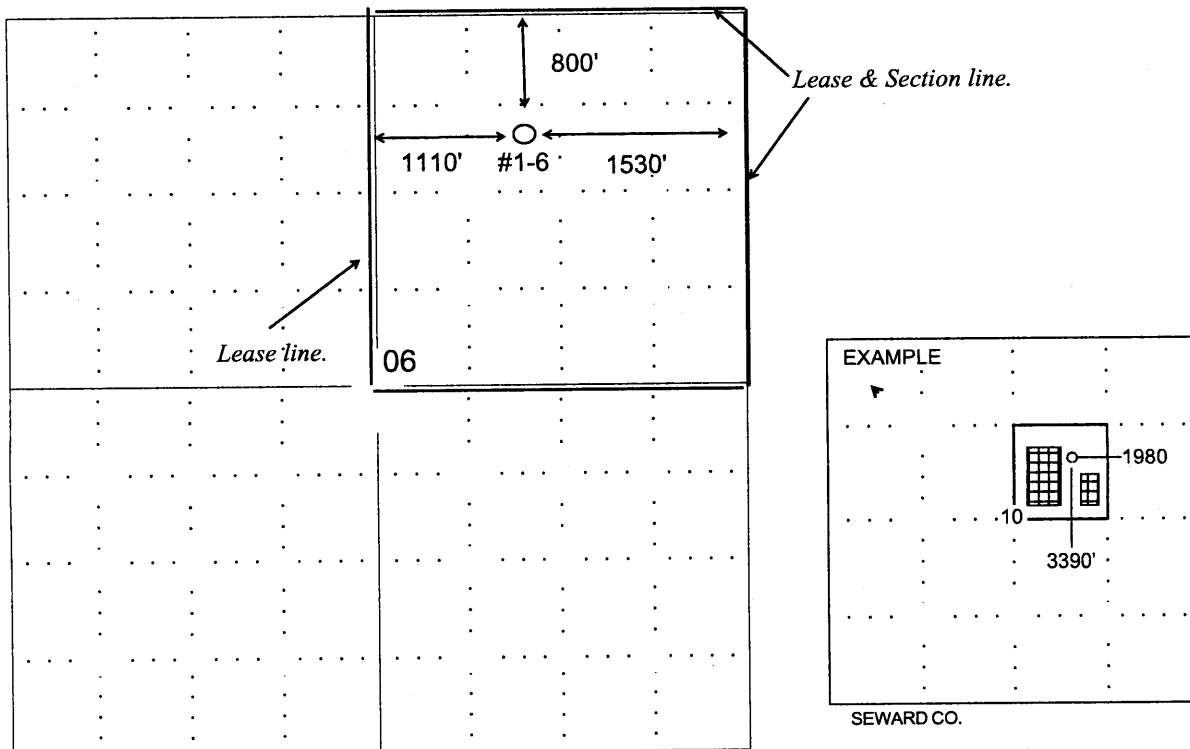 800'
Lease & Section line.
1110'
#1-6
1530'
Lease line.
06
EXAMPLE
1980
10
3390'
SEWARD CO.